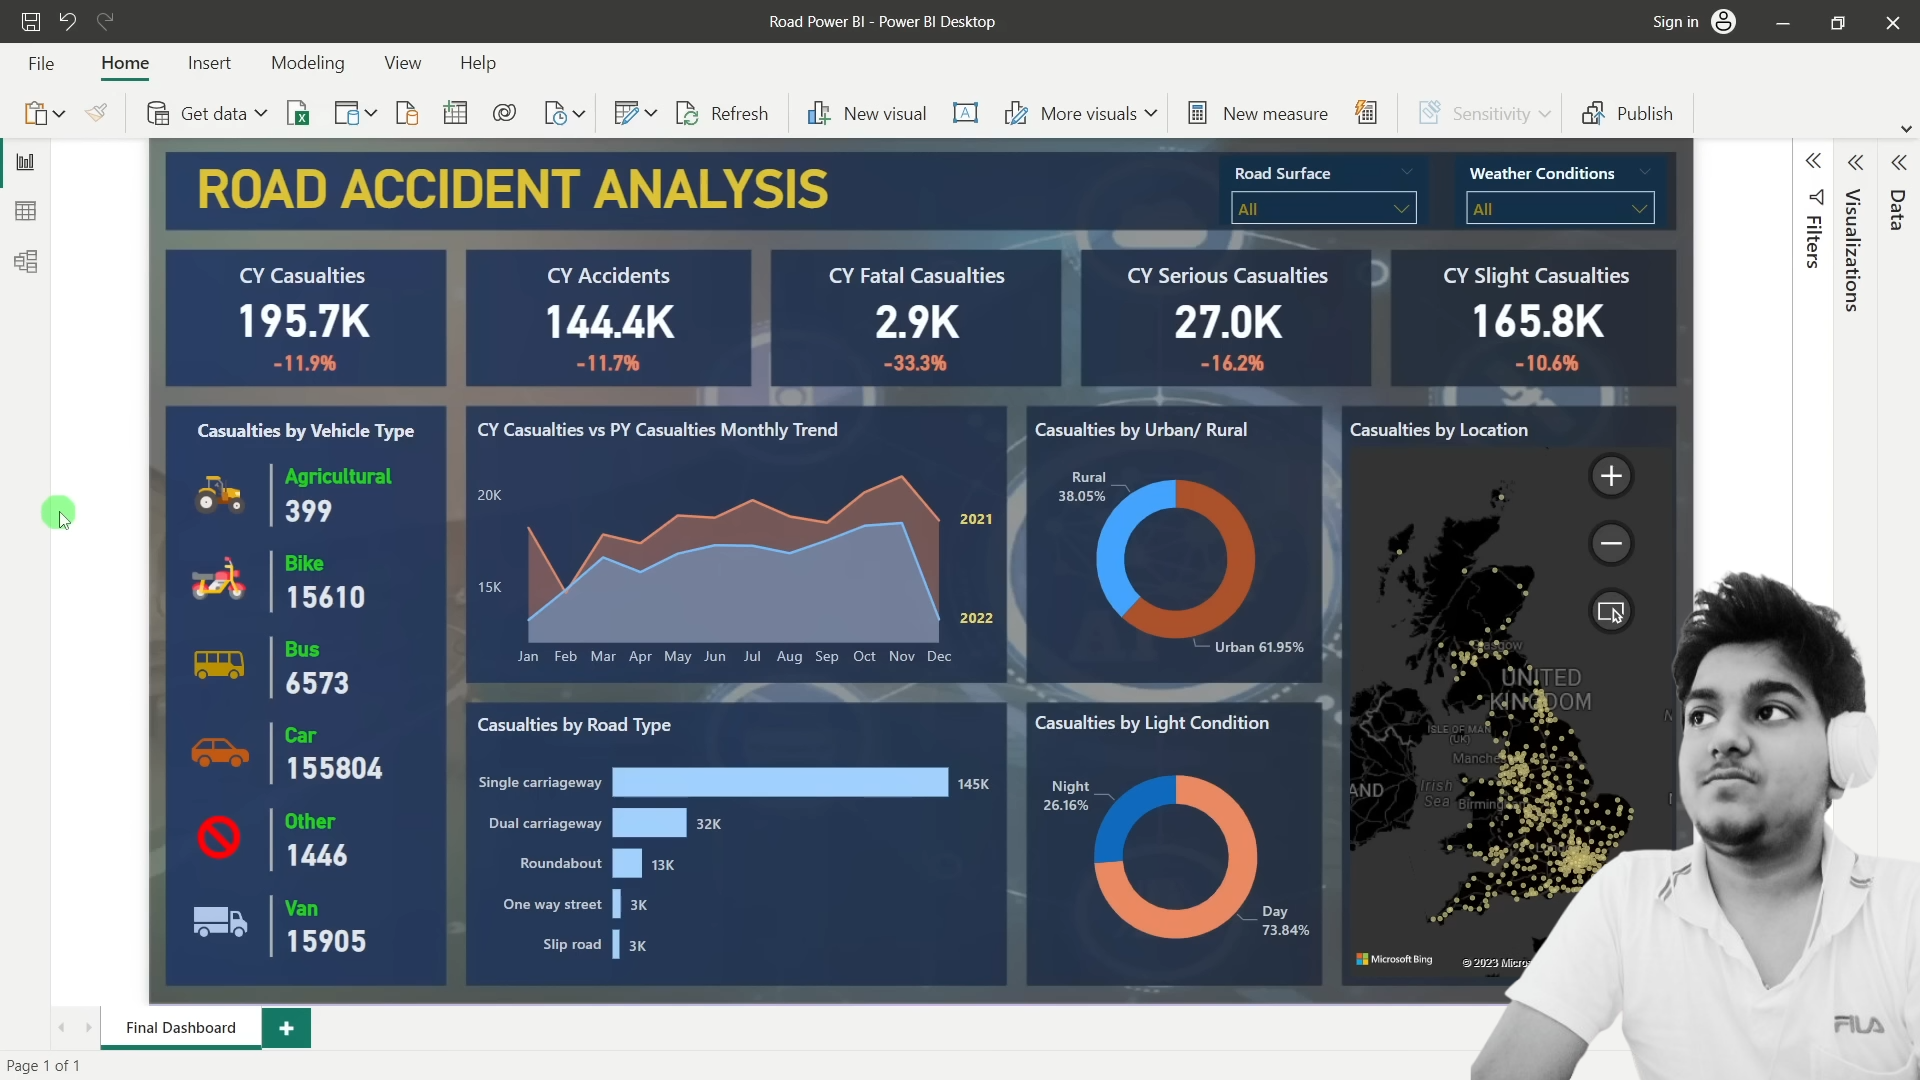 Road Power BI - Power BI Desktop
Sign in
File
Home
Insert
Modeling
View
Help
Get data
Refresh
New visual
More visuals
New measure
Sensitivity
Publish
ROAD ACCIDENT ANALYSIS
Road Surface
All
Weather Conditions
All
Filters
Visualizations
Data
CY Casualties
195.7K
-11.9%
CY Accidents
144.4K
-11.7%
CY Fatal Casualties
2.9K
-33.3%
CY Serious Casualties
27.0K
-16.2%
CY Slight Casualties
165.8K
-10.6%
Casualties by Vehicle Type
Agricultural
399
Bike
15610
Bus
6573
Car
155804
Other
1446
Van
15905
CY Casualties vs PY Casualties Monthly Trend
20K
15K
2021
2022
Jan Feb Mar Apr May Jun Jul Aug Sep Oct Nov Dec
Casualties by Road Type
Single carriageway 145K
Dual carriageway 32K
Roundabout 13K
One way street 3K
Slip road 3K
Casualties by Urban/ Rural
Rural
38.05%
Urban 61.95%
Casualties by Light Condition
Night
26.16%
Day
73.84%
Casualties by Location
UNITED
KINGDOM
ISLE OF MAN
(UK)
Irish
Sea
Microsoft Bing
© 2023
FILA
Final Dashboard
Page 1 of 1